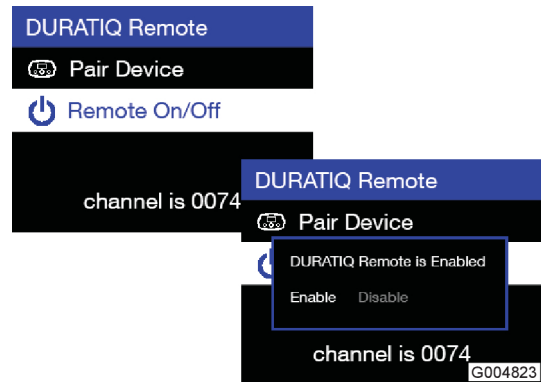 DURATIQ Remote
Pair Device
Remote On/Off
channel is 0074
DURATIQ Remote
Pair Device
DURATIQ Remote is Enabled
Enable Disable
channel is 0074
G004823